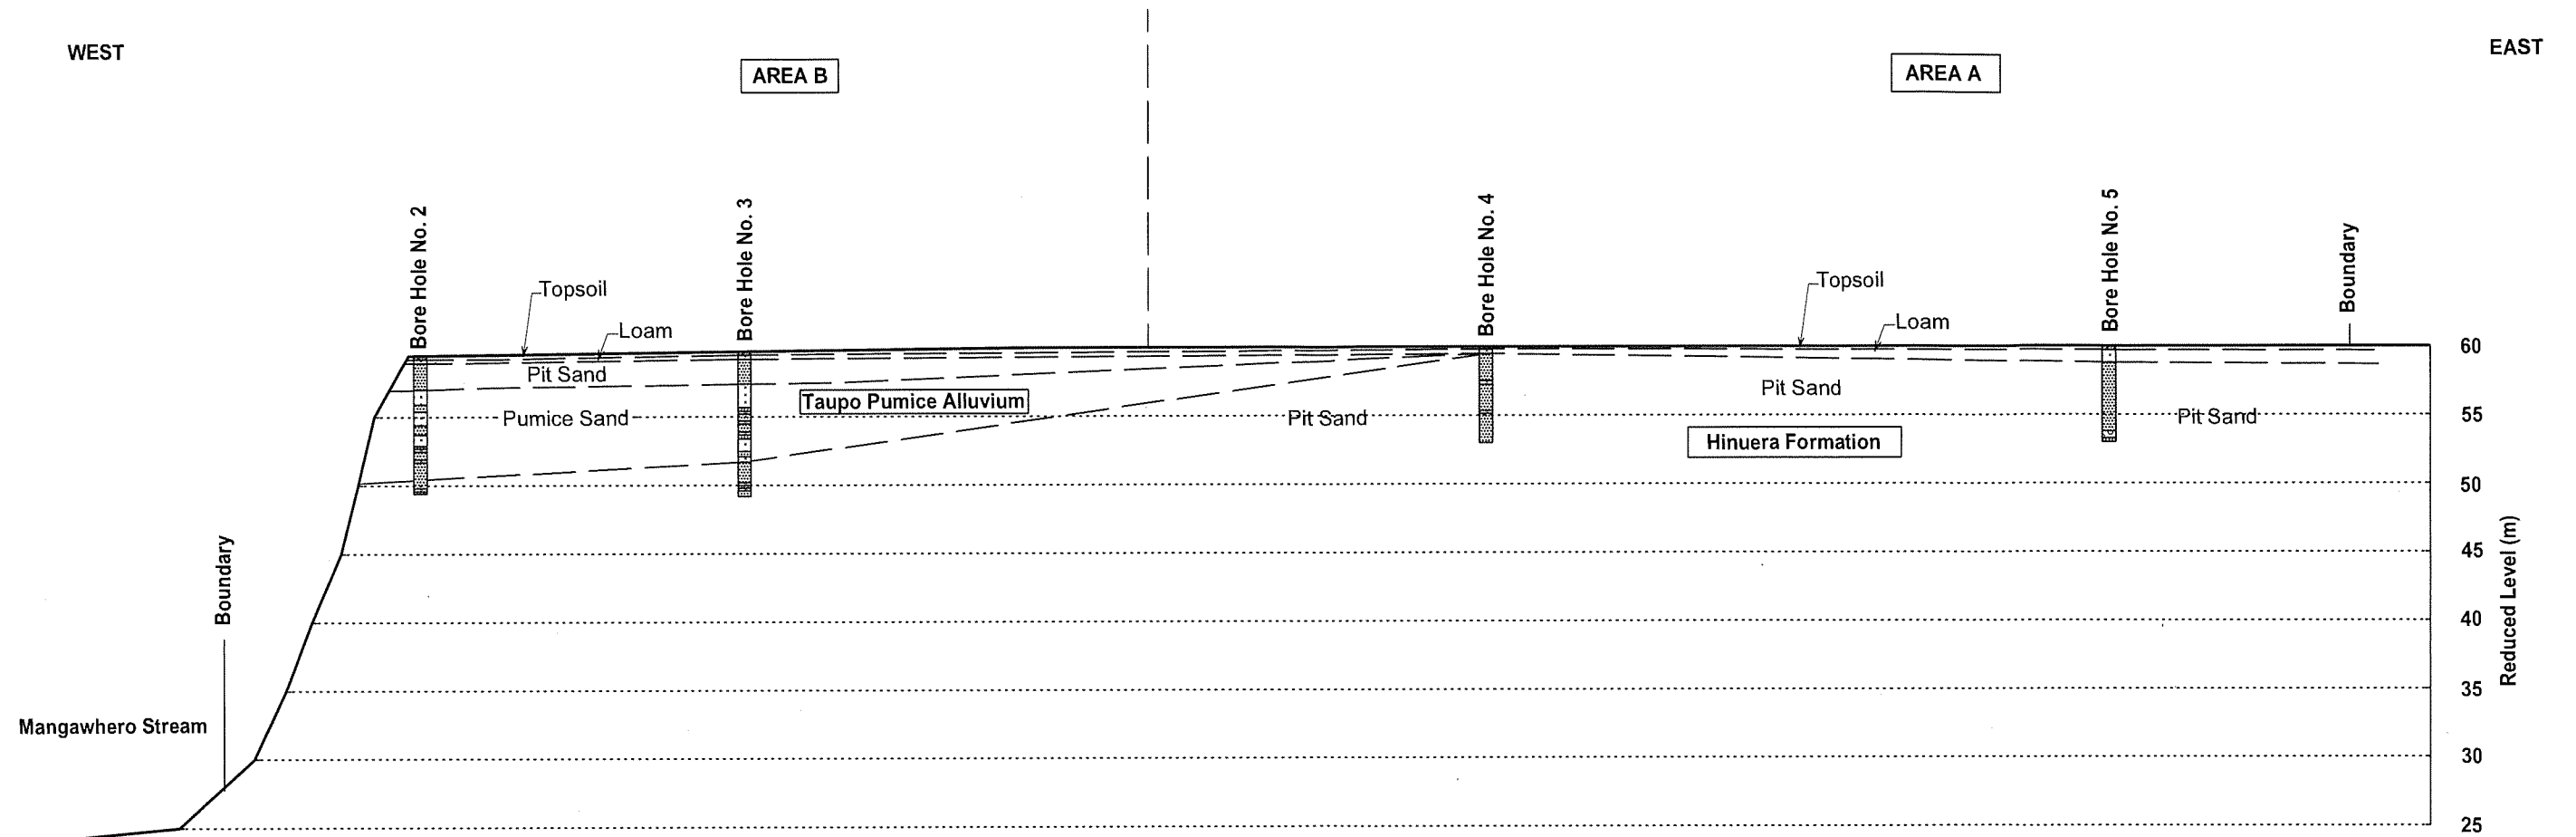 WEST
EAST
AREA B
AREA A
Bore Hole No. 2
Bore Hole No. 3
Bore Hole No. 4
Bore Hole No. 5
Boundary
Topsoil
Loam
Topsoil
Loam
Pit Sand
Pumice Sand
Taupo Pumice Alluvium
Pit Sand
Pit Sand
Hinuera Formation
Pit Sand
60
55
50
45
40
35
30
25
Reduced Level (m)
Boundary
Mangawhero Stream